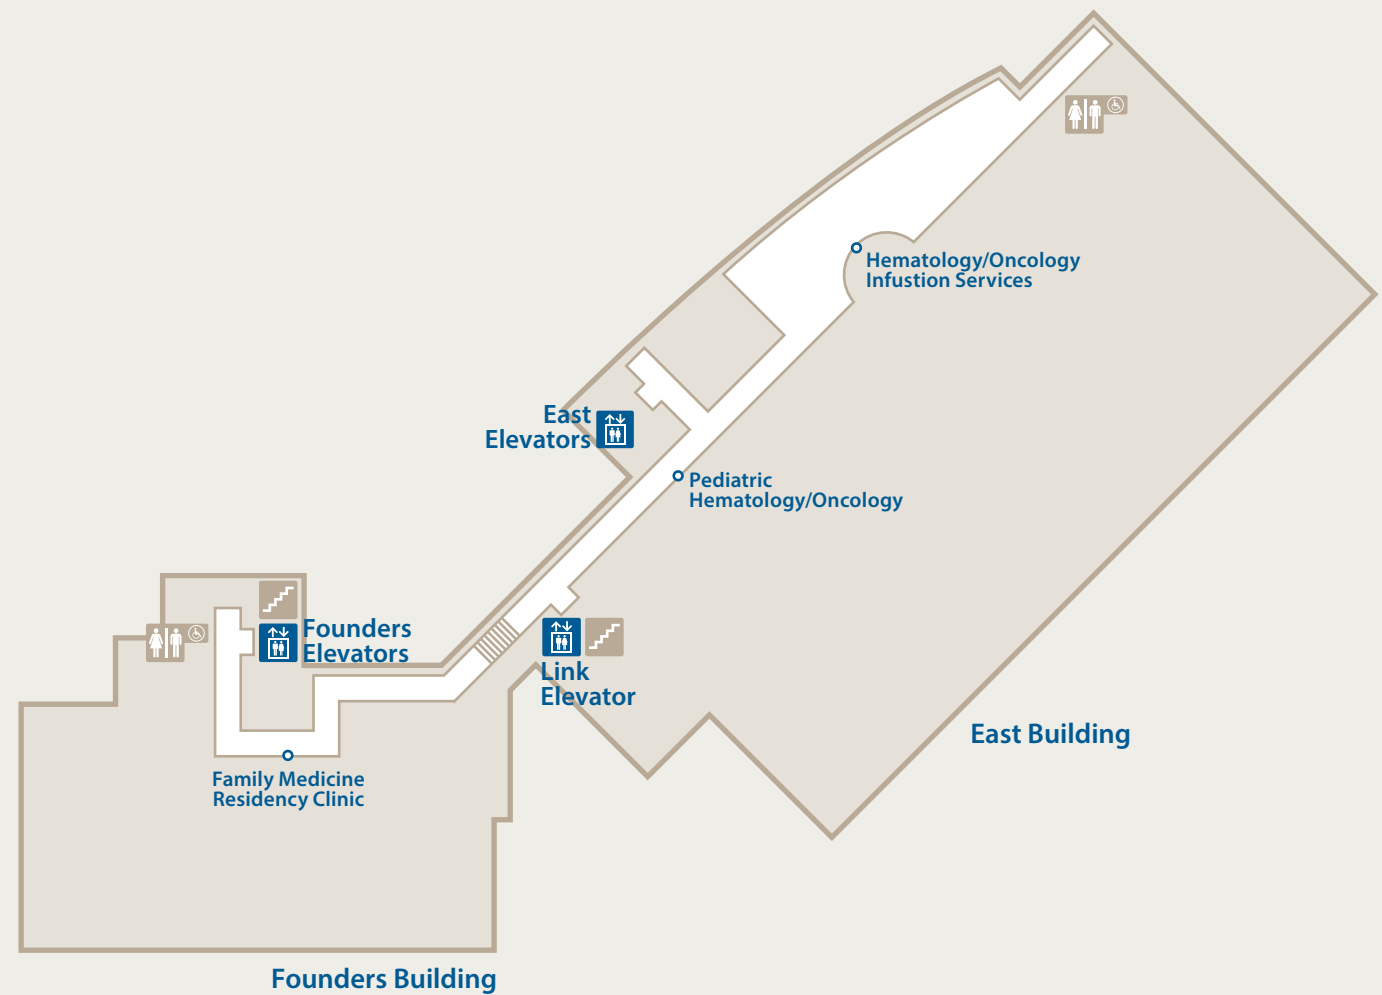 Hematology/Oncology
Infustion Services
East
Elevators
Pediatric
Hematology/Oncology
Founders
Elevators
Link
Elevator
East Building
Family Medicine
Residency Clinic
Founders Building